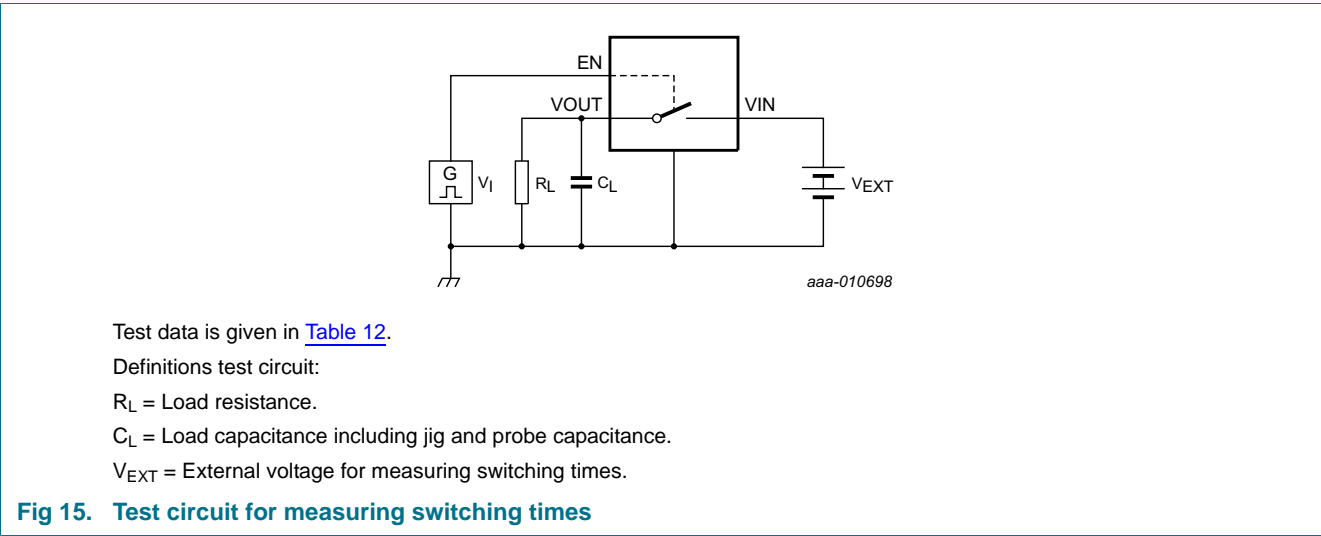 EN
VOUT
VIN
G
VI
RL
CL
VEXT
aaa-010698
Test data is given in Table 12.
Definitions test circuit:
RL = Load resistance.
CL = Load capacitance including jig and probe capacitance.
VEXT = External voltage for measuring switching times.
Fig 15. Test circuit for measuring switching times